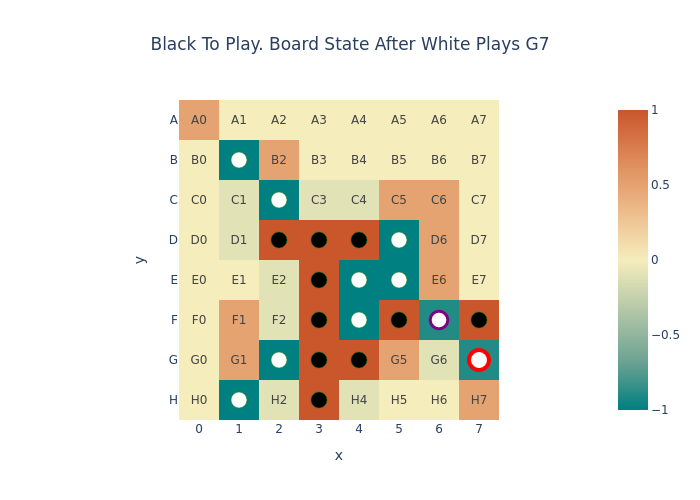 Black To Play. Board State After White Plays G7
A A0 A1 A2 A3 A4 A5 A6 A7
B B0 B2 B3 B4 B5 B6 B7
C C0 C1 C3 C4 C5 C6 C7
D D0 D1 D6 D7
E E0 E1 E2 E6 E7
F F0 F1 F2
G G0 G1 G5 G6
H H0 H2 H4 H5 H6 H7
0 1 2 3 4 5 6 7
x
y
1
0.5
0
−0.5
−1